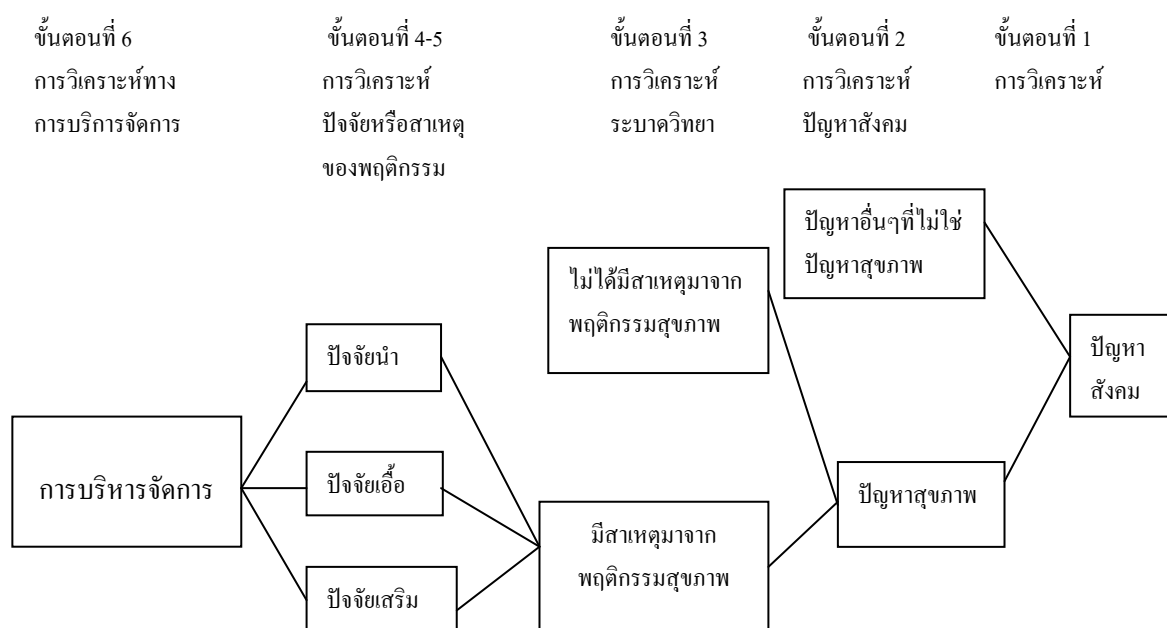 ขั้นตอนที่ 6
การวิเคราะห์ทาง
การบริการจัดการ
ขั้นตอนที่ 4-5
การวิเคราะห์
ปัจจัยหรือสาเหตุ
ของพฤติกรรม
ขั้นตอนที่ 3
การวิเคราะห์
ระบาดวิทยา
ขั้นตอนที่ 2
การวิเคราะห์
ปัญหาสังคม
ขั้นตอนที่ 1
การวิเคราะห์
การบริหารจัดการ
ปัจจัยนำ
ปัจจัยเอื้อ
ปัจจัยเสริม
ไม่ได้มีสาเหตุมาจาก
พฤติกรรมสุขภาพ
มีสาเหตุมาจาก
พฤติกรรมสุขภาพ
ปัญหาอื่นๆที่ไม่ใช่
ปัญหาสุขภาพ
ปัญหาสุขภาพ
ปัญหา
สังคม